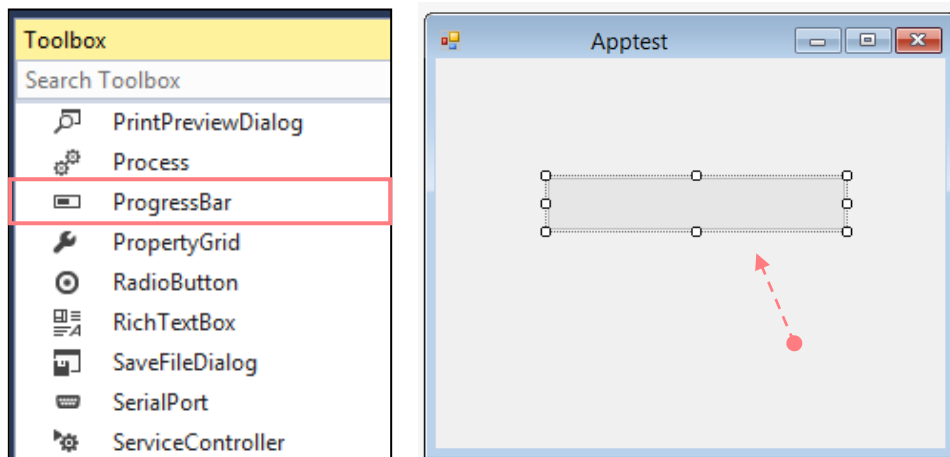 Toolbox
Search Toolbox
PrintPreviewDialog
Process
ProgressBar
PropertyGrid
RadioButton
RichTextBox
SaveFileDialog
SerialPort
ServiceController
Apptest